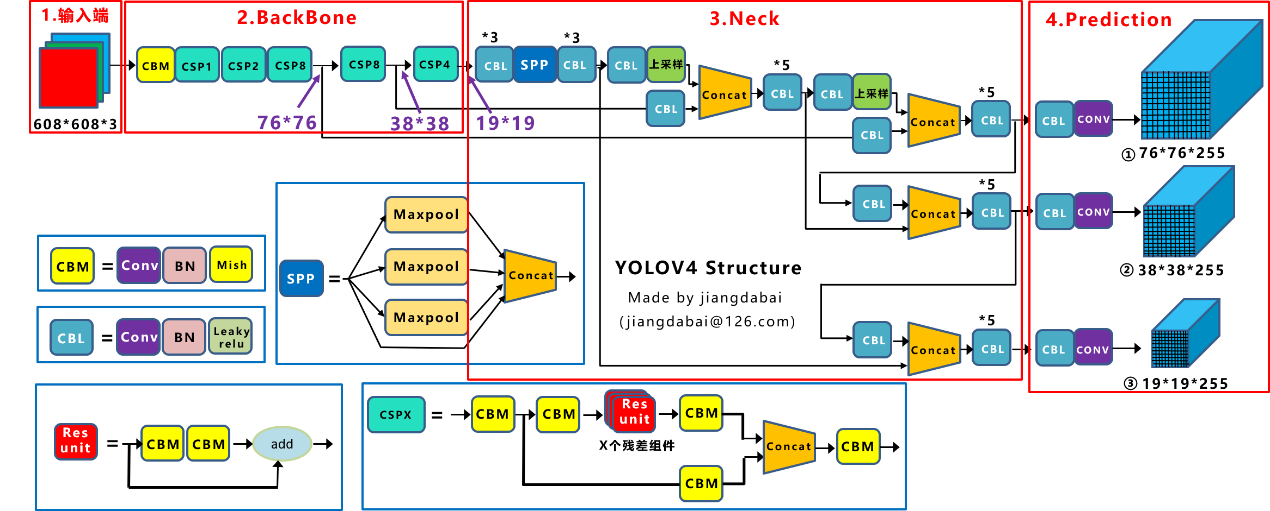 1.输入端
2.BackBone
3.Neck
4.Prediction
608*608*3
CBM
CSP1
CSP2
CSP8
CSP8
CSP4
76*76
38*38
19*19
*3
*3
CBL
SPP
CBL
CBL
上采样
CBL
Concat
*5
CBL
CBL
上采样
CBL
Concat
*5
CBL
CBL
CONV
①76*76*255
CBL
Concat
*5
CBL
CBL
CONV
②38*38*255
CBL
Concat
*5
CBL
CBL
CONV
③19*19*255
YOLOV4 Structure
Made by jiangdabai
(jiangdabai@126.com)
CBM
=
Conv
BN
Mish
CBL
=
Conv
BN
Leaky
relu
SPP
=
Maxpool
Maxpool
Maxpool
Concat
Res
unit
=
CBM
CBM
add
CSPX
=
CBM
CBM
Res
unit
X个残差组件
CBM
CBM
Concat
CBM